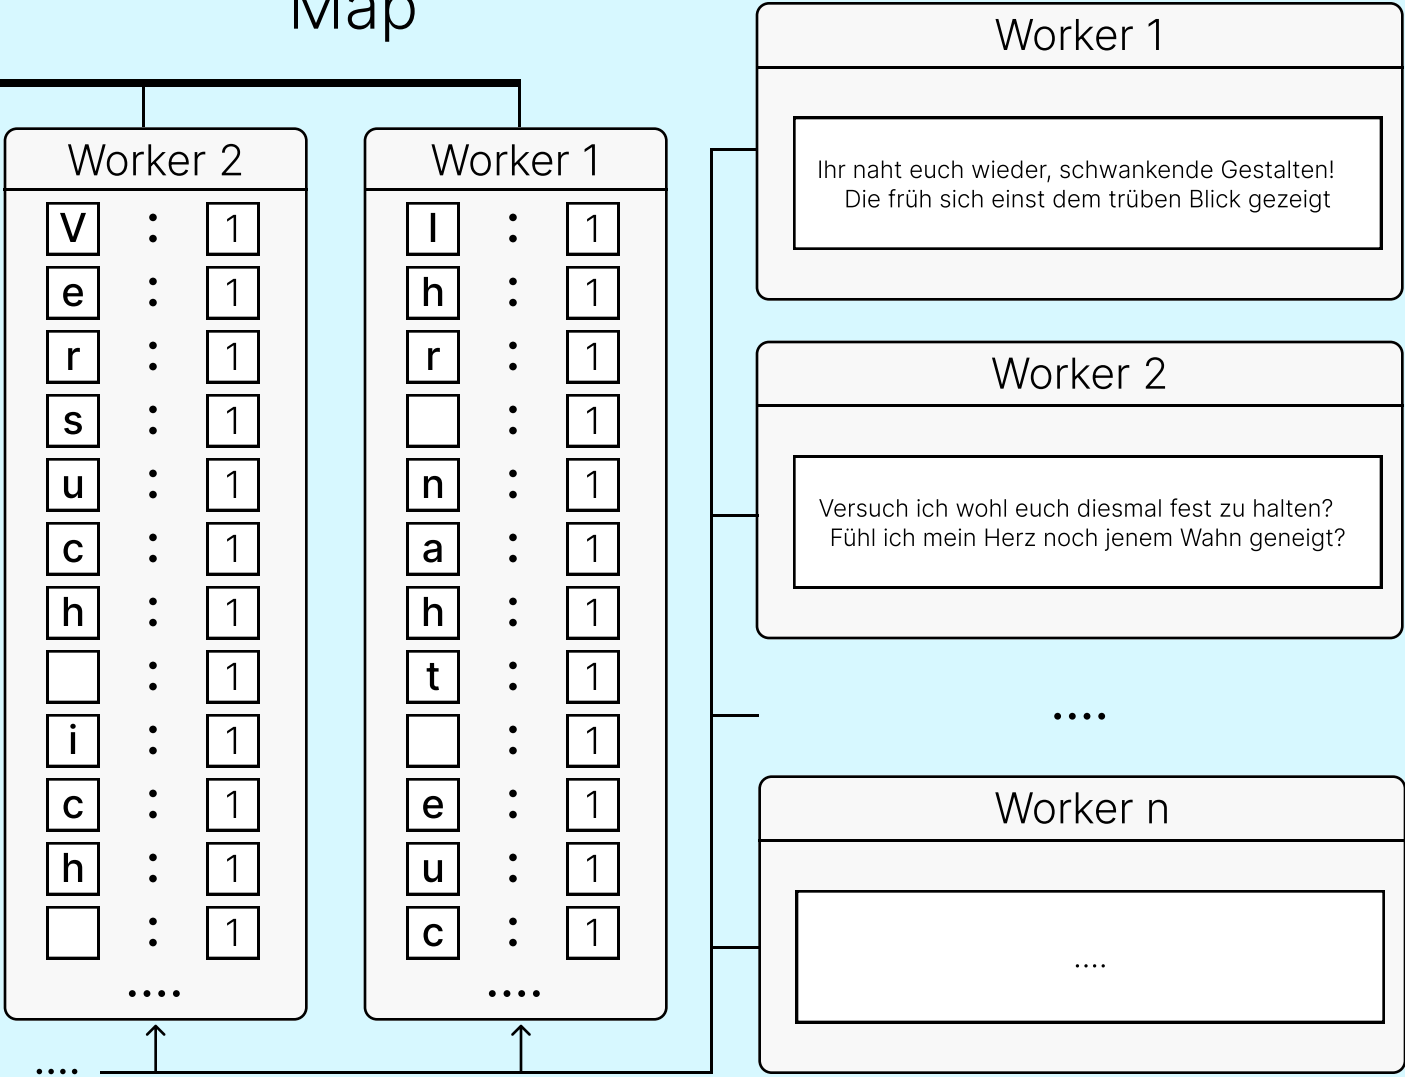 Map
Worker 2
V : 1
e : 1
r : 1
s : 1
u : 1
c : 1
h : 1
: 1
i : 1
c : 1
h : 1
: 1
....
Worker 1
I : 1
h : 1
r : 1
: 1
n : 1
a : 1
h : 1
t : 1
: 1
e : 1
u : 1
c : 1
....
....
Worker 1
Ihr naht euch wieder, schwankende Gestalten!
Die früh sich einst dem trüben Blick gezeigt
Worker 2
Versuch ich wohl euch diesmal fest zu halten?
Fühl ich mein Herz noch jenem Wahn geneigt?
....
Worker n
....